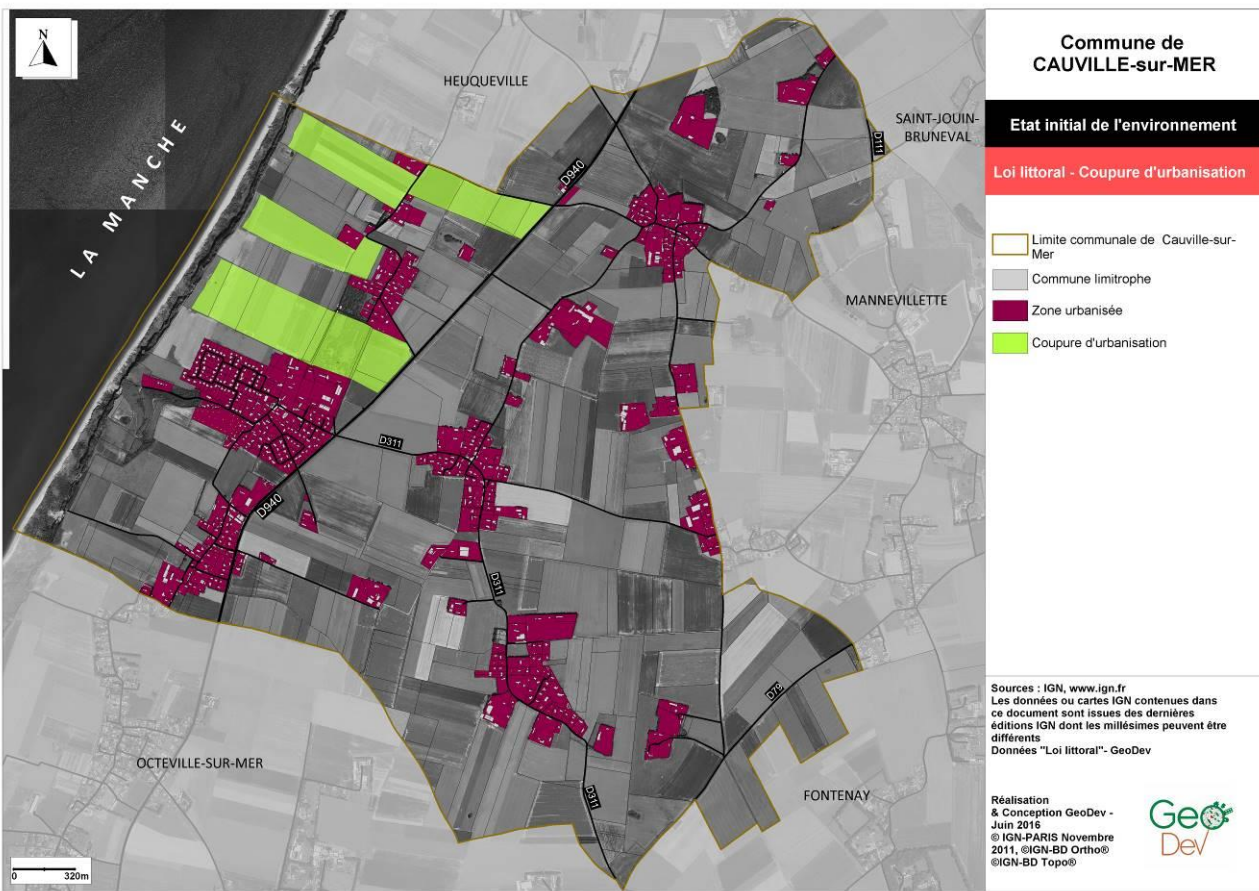 N
HEUQUEVILLE
SAINT-JOUIN-
BRUNEVAL
LA MANCHE
D940
D111
MANNEVILLETTE
D311
D940
D311
D79
OCTEVILLE-SUR-MER
FONTENAY
D311
0 320m
Commune de
CAUVILLE-sur-MER
Etat initial de l'environnement
Loi littoral - Coupure d'urbanisation
Limite communale de Cauville-sur-
Mer
Commune limitrophe
Zone urbanisée
Coupure d'urbanisation
Sources : IGN, www.ign.fr
Les données ou cartes IGN contenues dans
ce document sont issues des dernières
éditions IGN dont les millésimes peuvent être
différents
Données "Loi littoral"- GeoDev
Réalisation
& Conception GeoDev -
Juin 2016
© IGN-PARIS Novembre
2011, ©IGN-BD Ortho®
©IGN-BD Topo®
Geo
Dev